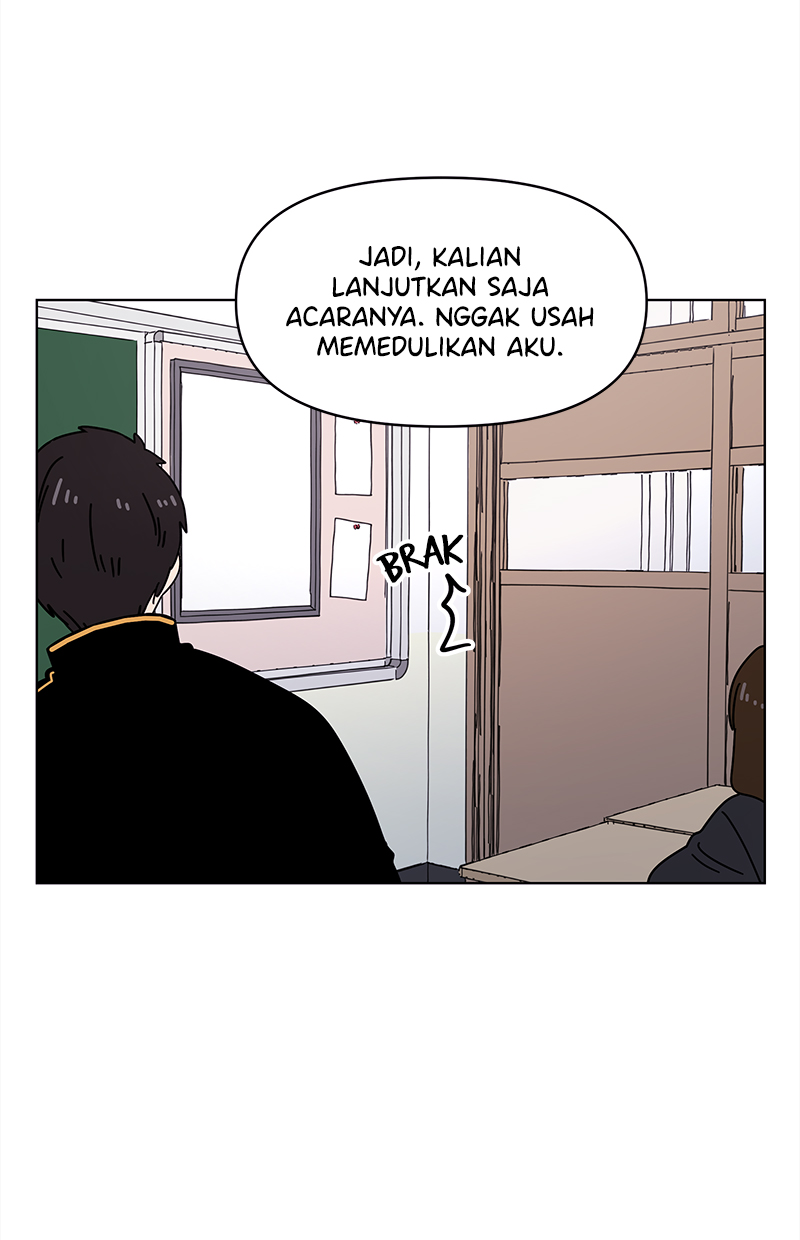 JADI, KALIAN
LANJUTKAN SAJA
ACARANYA. NGGAK USAH
MEMEDULIKAN AKU.
BRAK